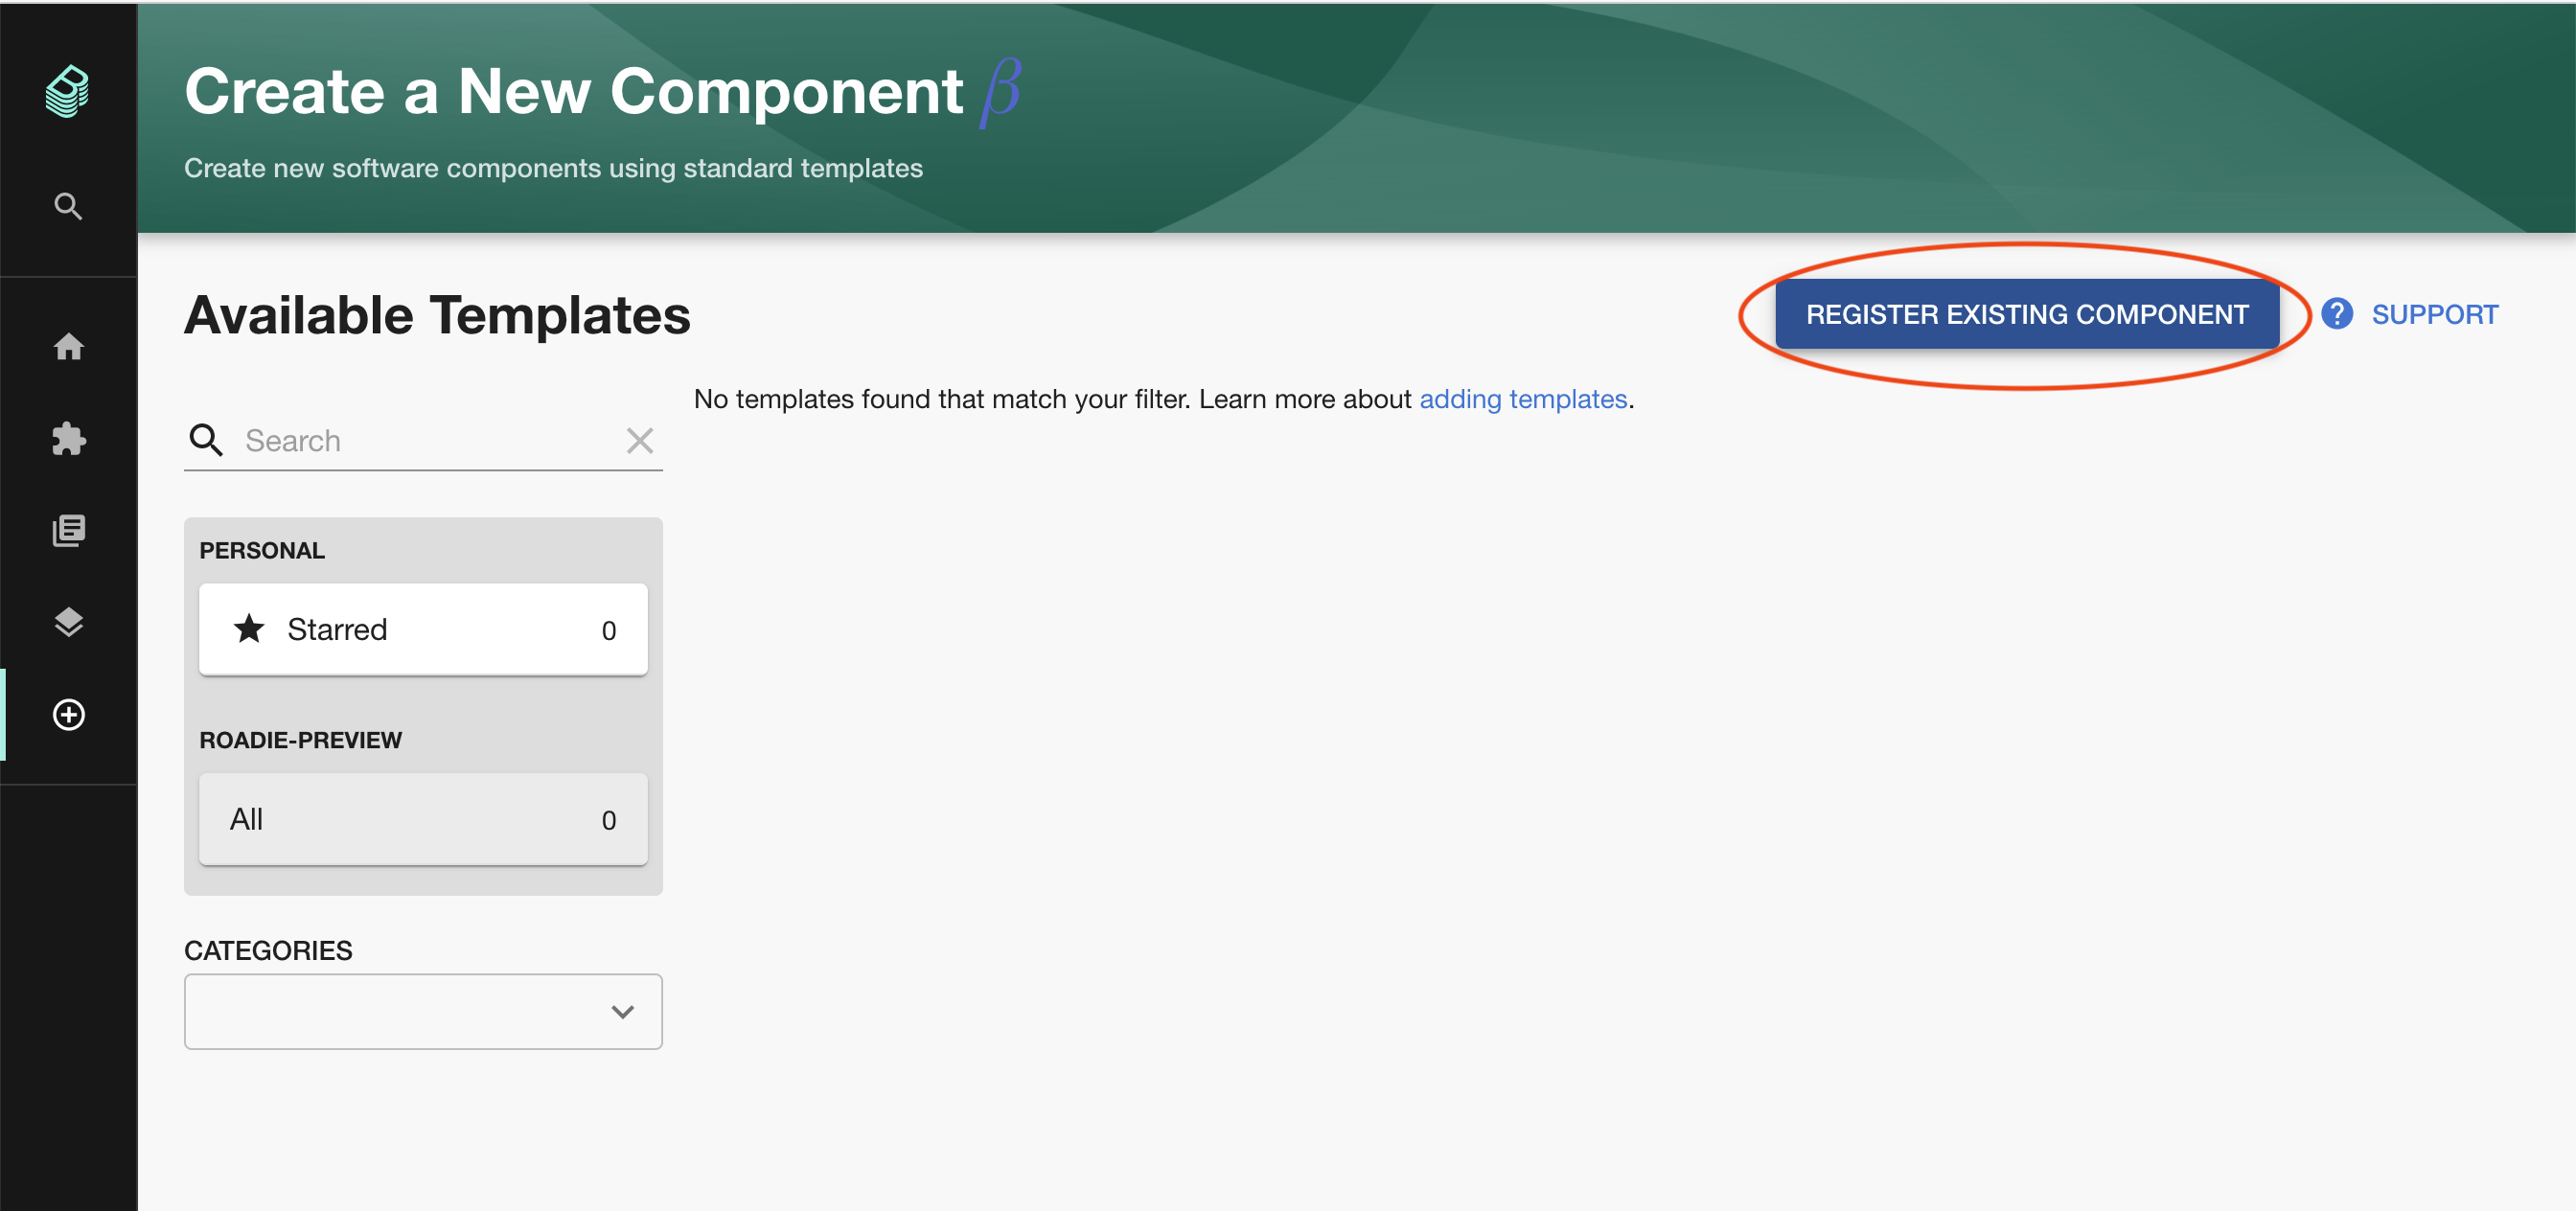 Create a New Component β
Create new software components using standard templates
Available Templates
REGISTER EXISTING COMPONENT
? SUPPORT
No templates found that match your filter. Learn more about adding templates.
Search
PERSONAL
Starred 0
ROADIE-PREVIEW
All 0
CATEGORIES